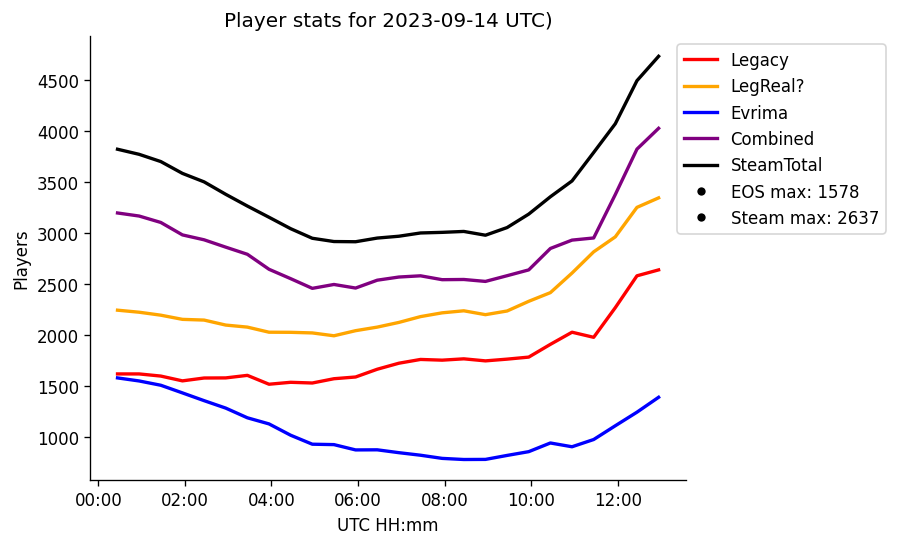 Player stats for 2023-09-14 UTC)
Legacy
LegReal?
Evrima
Combined
SteamTotal
EOS max: 1578
Steam max: 2637
Players
4500
4000
3500
3000
2500
2000
1500
1000
00:00 02:00 04:00 06:00 08:00 10:00 12:00
UTC HH:mm